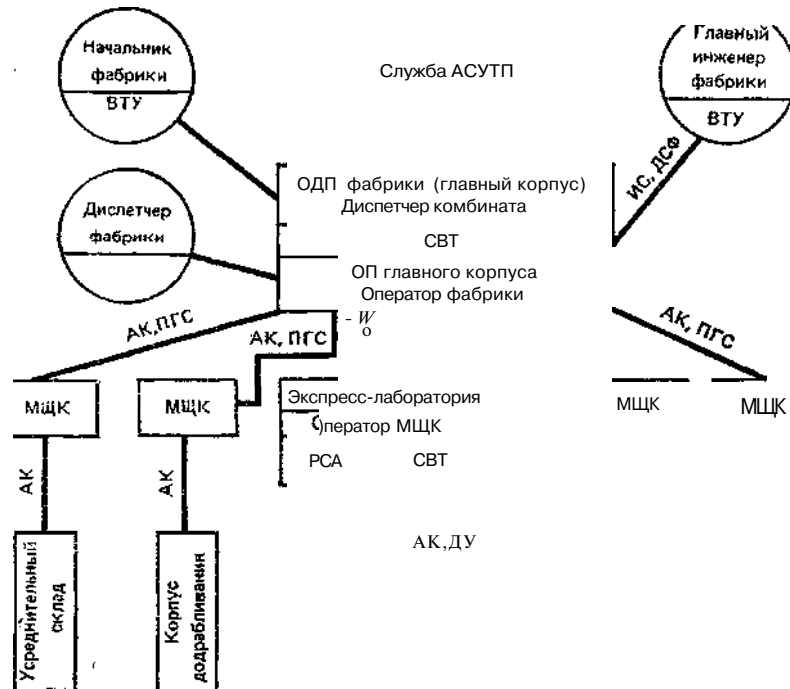 Начальник
фабрики
ВТУ
Служба АСУТП
Главный
инженер
фабрики
ВТУ
ИС, ДСФ
ОДП фабрики (главный корпус)
Диспетчер комбината
СВТ
Диспетчер
фабрики
ОП главного корпуса
Оператор фабрики
АК,ПГС
АК, ПГС
- W
o
АК, ПГС
МЩК
МЩК
Экспресс-лаборатория
МЩК
МЩК
)ператор МЩК
РСА СВТ
АК
АК
АК,ДУ
Усреднительный
склад
Корпус
додрабливания